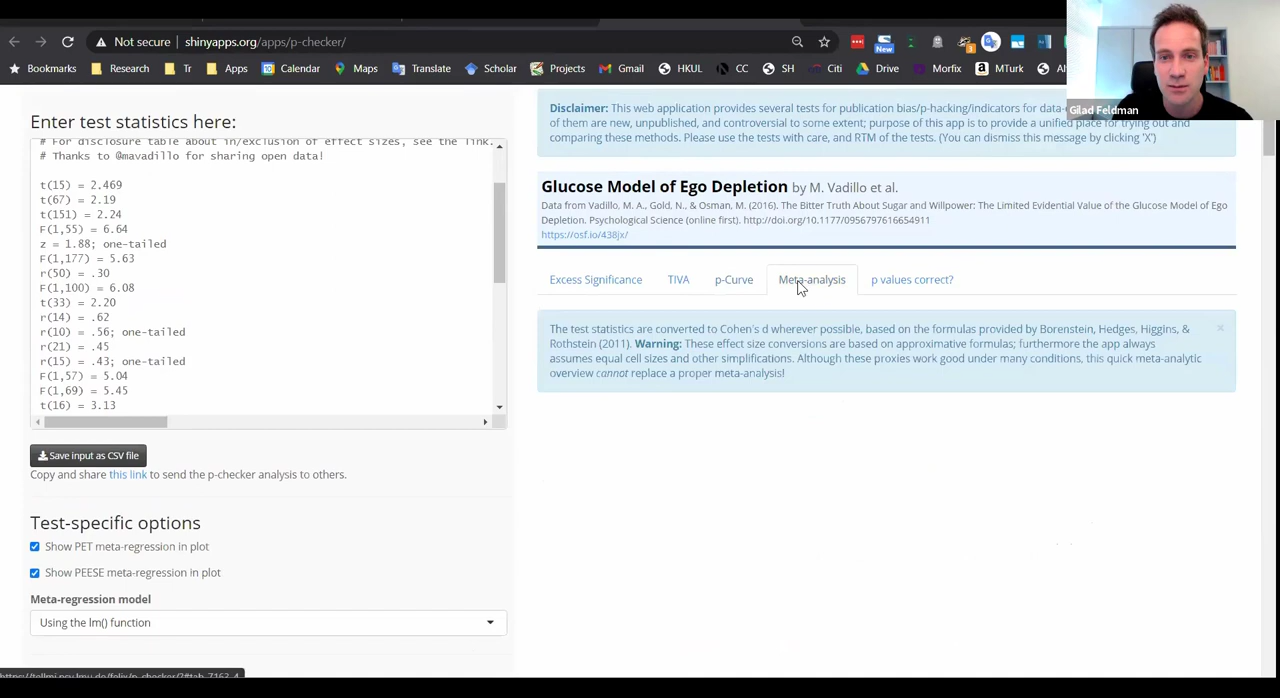 Not secure | shinyapps.org/apps/p-checker/
New
3
Bookmarks Research Tr Apps Calendar Maps Translate Scholar Projects Gmail HKUL CC SH Citi Drive Morfix MTurk
Gilad Feldman
Enter test statistics here:
# For disclosure table about in/exclusion of effect sizes, see the link.
# Thanks to @mavadillo for sharing open data!
t(15) = 2.469
t(67) = 2.19
t(151) = 2.24
F(1,55) = 6.64
z = 1.88; one-tailed
F(1,177) = 5.63
r(50) = .30
F(1,100) = 6.08
t(33) = 2.20
r(14) = .62
r(10) = .56; one-tailed
r(21) = .45
r(15) = .43; one-tailed
F(1,57) = 5.04
F(1,69) = 5.45
t(16) = 3.13
Save input as CSV file
Copy and share this link to send the p-checker analysis to others.
Test-specific options
Show PET meta-regression in plot
Show PEESE meta-regression in plot
Meta-regression model
Using the lm() function
Disclaimer: This web application provides several tests for publication bias/p-hacking/indicators for data-
of them are new, unpublished, and controversial to some extent; purpose of this app is to provide a unified place for trying out and
comparing these methods. Please use the tests with care, and RTM of the tests. (You can dismiss this message by clicking 'X')
Glucose Model of Ego Depletion by M. Vadillo et al.
Data from Vadillo, M. A., Gold, N., & Osman, M. (2016). The Bitter Truth About Sugar and Willpower: The Limited Evidential Value of the Glucose Model of Ego
Depletion. Psychological Science (online first). http://doi.org/10.1177/0956797616654911
https://osf.io/438jx/
Excess Significance TIVA p-Curve Meta-analysis p values correct?
The test statistics are converted to Cohen's d wherever possible, based on the formulas provided by Borenstein, Hedges, Higgins, &
Rothstein (2011). Warning: These effect size conversions are based on approximative formulas; furthermore the app always
assumes equal cell sizes and other simplifications. Although these proxies work good under many conditions, this quick meta-analytic
overview cannot replace a proper meta-analysis!